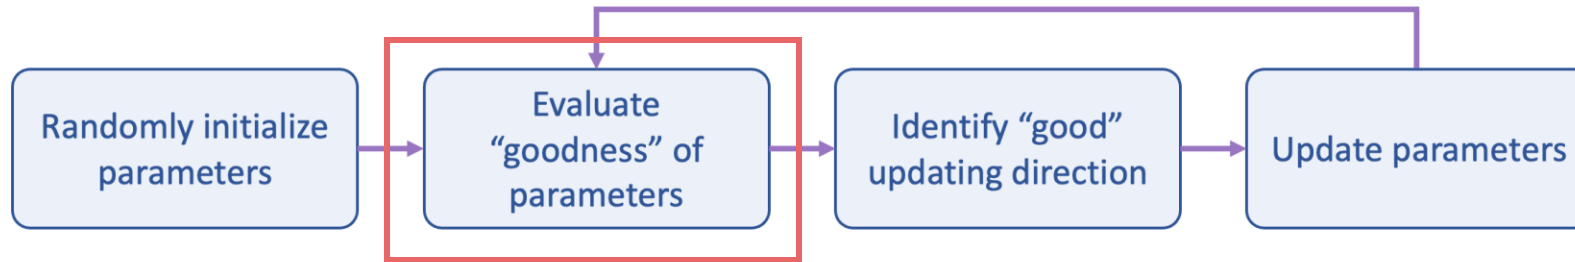 Randomly initialize
parameters
Evaluate
“goodness” of
parameters
Identify “good”
updating direction
Update parameters